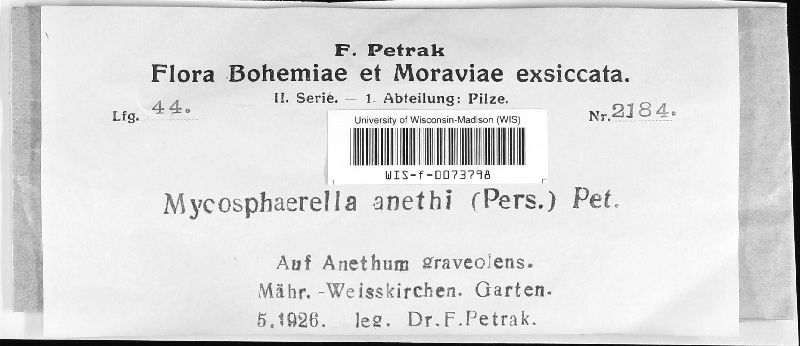 F. Petrak
Flora Bohemiae et Moraviae exsiccata.
II. Serie. – 1. Abteilung: Pilze.
Lfg. 44.
Nr. 2184.
University of Wisconsin-Madison (WIS)
WIS-f-0073798
Mycosphaerella anethi (Pers.) Pet.
Auf Anethum graveolens.
Mähr.-Weisskirchen. Garten.
5.1926. leg. Dr.F.Petrak.